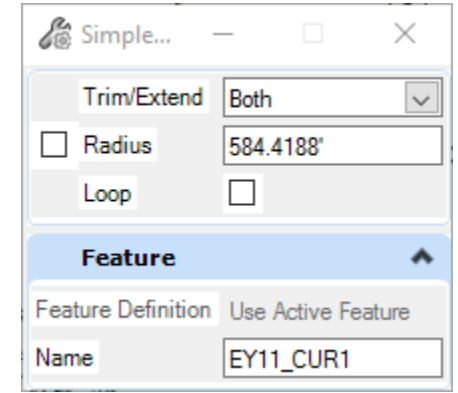 Simple...
Trim/Extend Both
Radius 584.4188'
Loop
Feature
Feature Definition Use Active Feature
Name EY11_CUR1